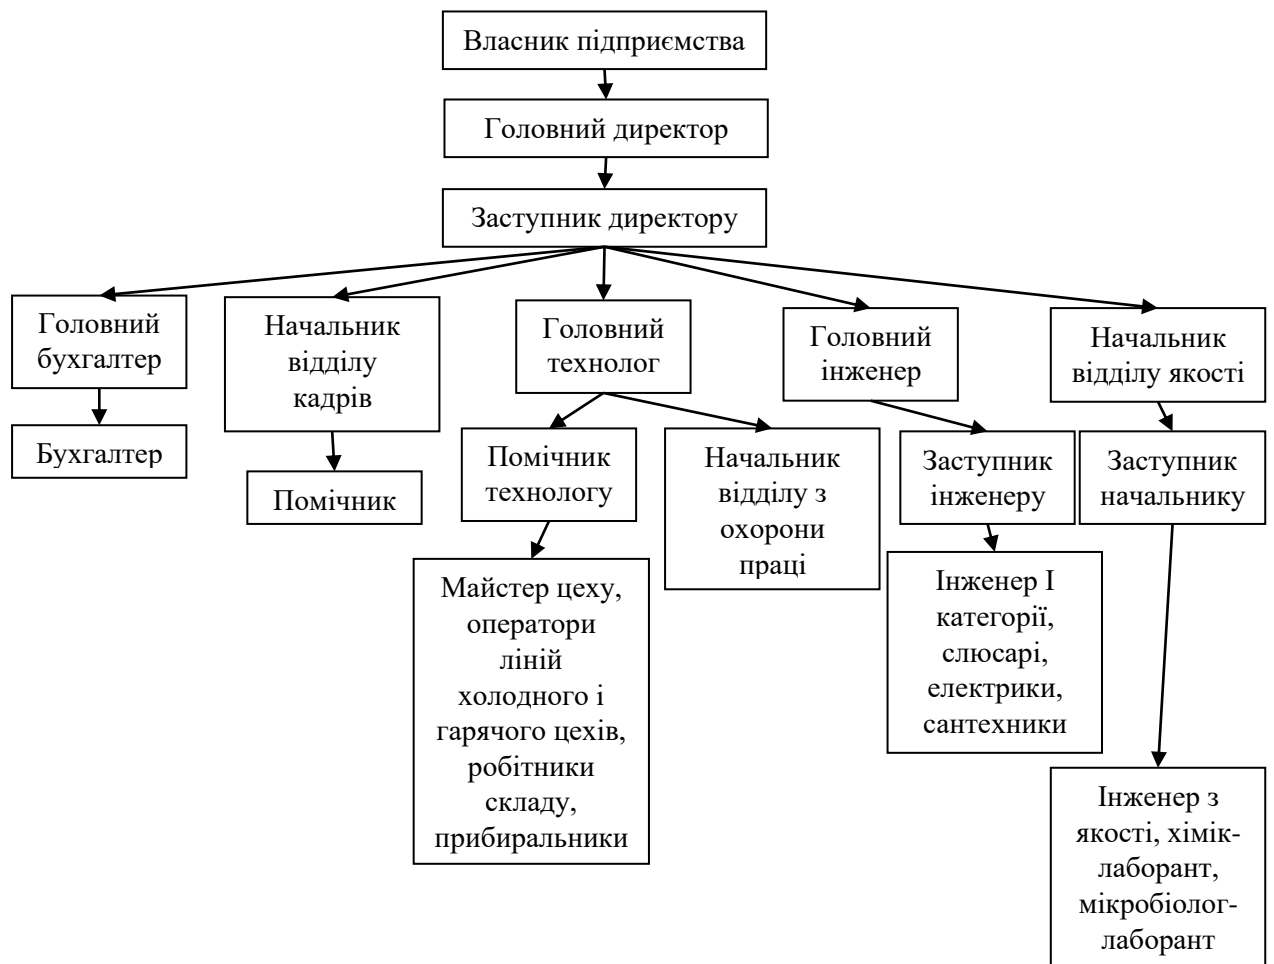 Власник підприємства
Головний директор
Заступник директору
Головний
бухгалтер
Начальник
відділу
кадрів
Головний
технолог
Головний
інженер
Начальник
відділу якості
Бухгалтер
Помічник
Помічник
технологу
Начальник
відділу з
охорони
праці
Заступник
інженеру
Заступник
начальнику
Майстер цеху,
оператори
ліній
холодного і
гарячого цехів,
робітники
складу,
прибиральники
Інженер І
категорії,
слюсарі,
електрики,
сантехники
Інженер з
якості, хімік-
лаборант,
мікробіолог-
лаборант